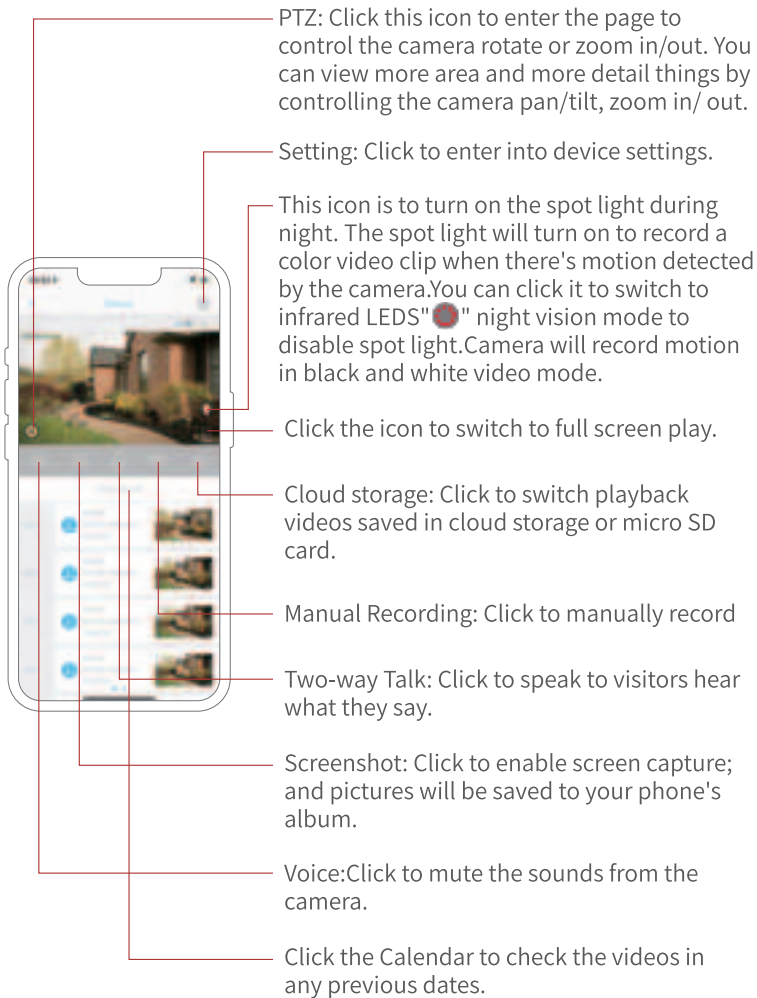 PTZ: Click this icon to enter the page to
control the camera rotate or zoom in/out. You
can view more area and more detail things by
controlling the camera pan/tilt, zoom in/ out.
Setting: Click to enter into device settings.
This icon is to turn on the spot light during
night. The spot light will turn on to record a
color video clip when there's motion detected
by the camera.You can click it to switch to
infrared LEDS" " night vision mode to
disable spot light.Camera will record motion
in black and white video mode.
Click the icon to switch to full screen play.
Cloud storage: Click to switch playback
videos saved in cloud storage or micro SD
card.
Manual Recording: Click to manually record
Two-way Talk: Click to speak to visitors hear
what they say.
Screenshot: Click to enable screen capture;
and pictures will be saved to your phone's
album.
Voice:Click to mute the sounds from the
camera.
Click the Calendar to check the videos in
any previous dates.